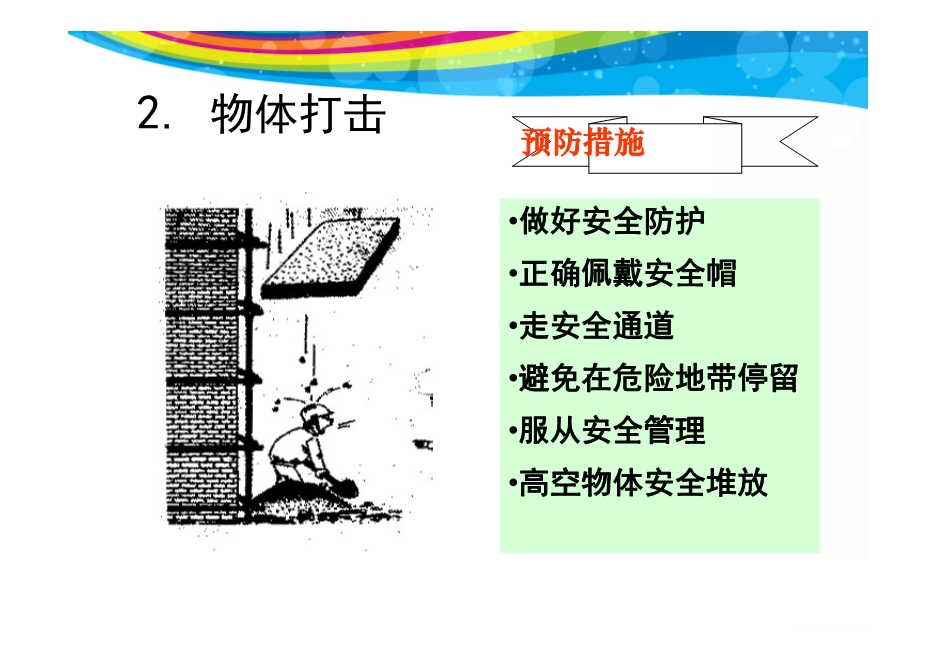 2. 物体打击
预防措施
•做好安全防护
•正确佩戴安全帽
•走安全通道
•避免在危险地带停留
•服从安全管理
•高空物体安全堆放